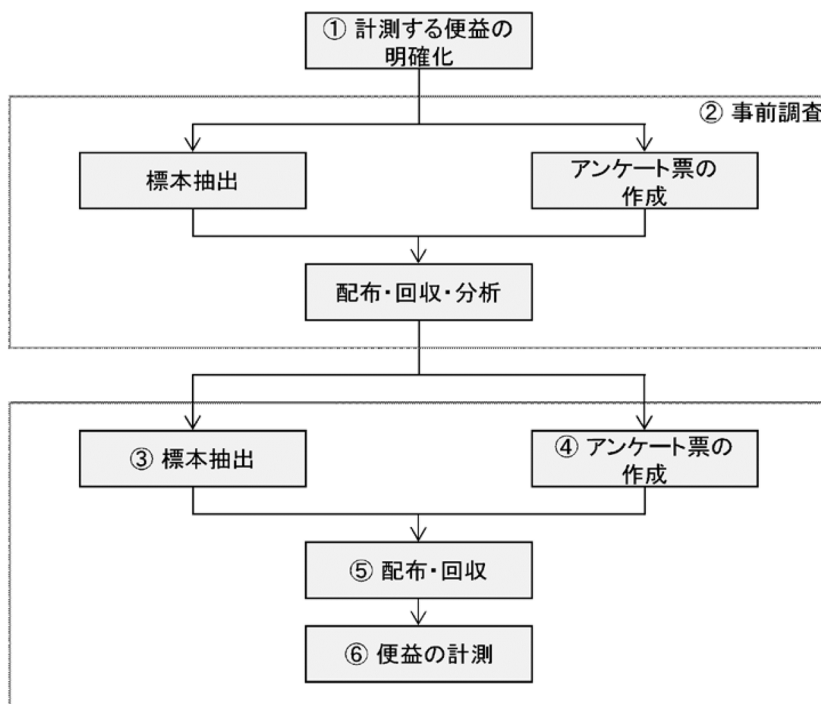 ① 計測する便益の
明確化
② 事前調査
標本抽出
アンケート票の
作成
配布・回収・分析
③ 標本抽出
④ アンケート票の
作成
⑤ 配布・回収
⑥ 便益の計測